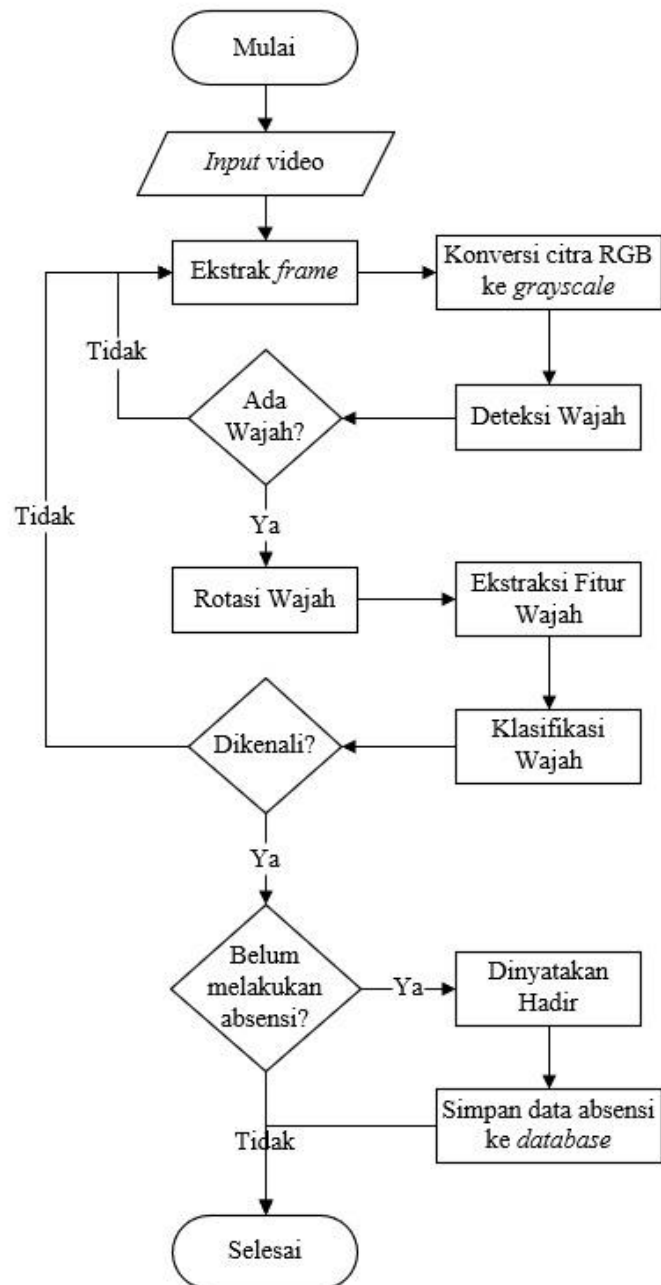 Mulai
Input video
Ekstrak frame
Konversi citra RGB
ke grayscale
Tidak
Ada
Wajah?
Deteksi Wajah
Tidak
Ya
Rotasi Wajah
Ekstraksi Fitur
Wajah
Dikenali?
Klasifikasi
Wajah
Ya
Belum
melakukan
absensi?
Ya
Dinyatakan
Hadir
Tidak
Simpan data absensi
ke database
Selesai